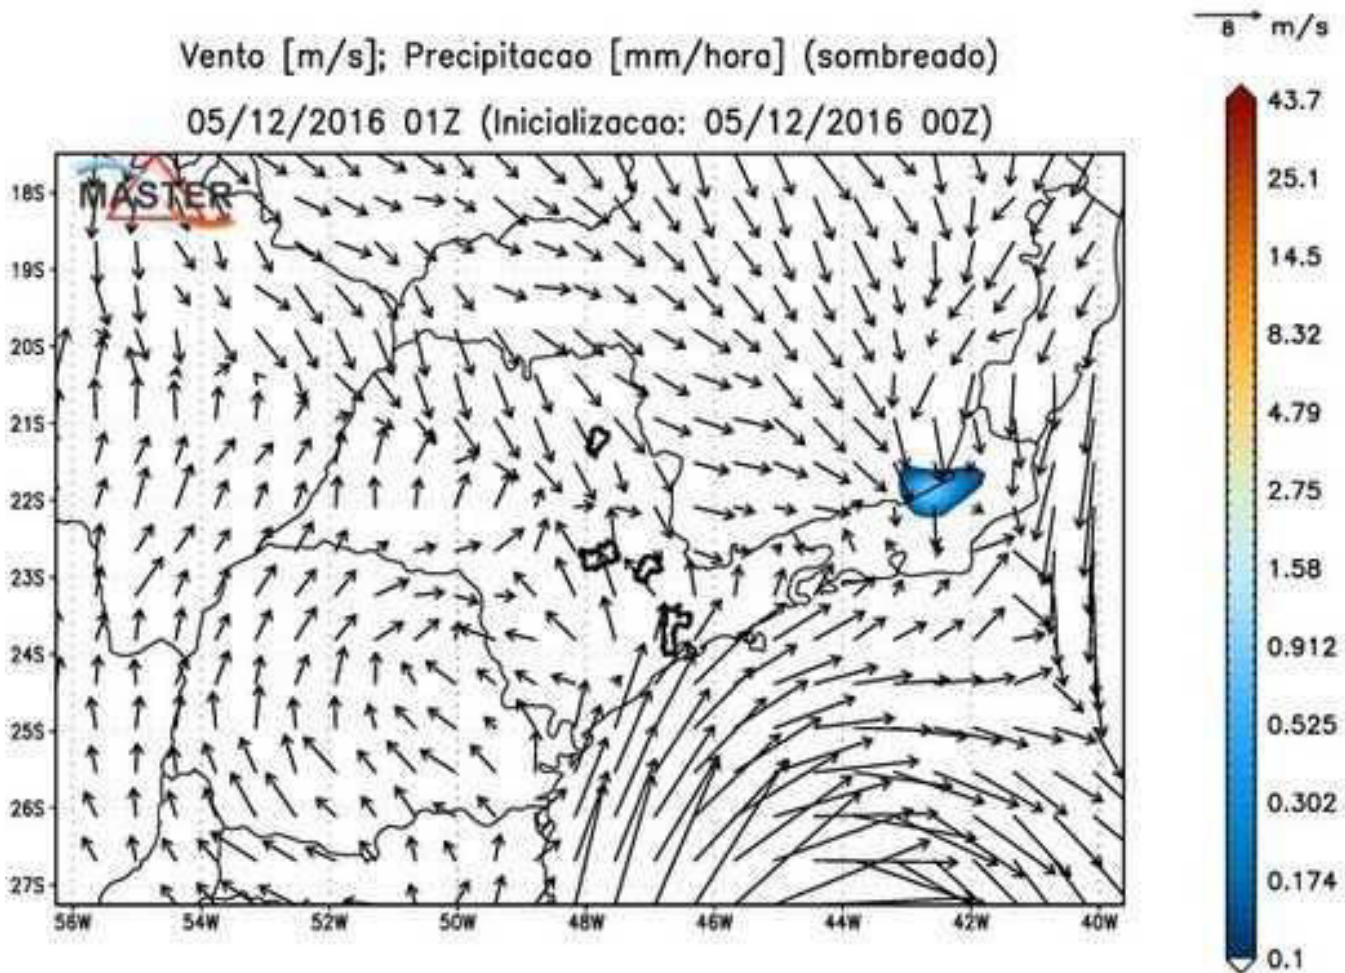 8 m/s
Vento [m/s]; Precipitacao [mm/hora] (sombreado)
05/12/2016 01Z (Inicializacao: 05/12/2016 00Z)
MASTER
18S
19S
20S
21S
22S
23S
24S
25S
26S
27S
56W 54W 52W 50W 48W 46W 44W 42W 40W
43.7
25.1
14.5
8.32
4.79
2.75
1.58
0.912
0.525
0.302
0.174
0.1